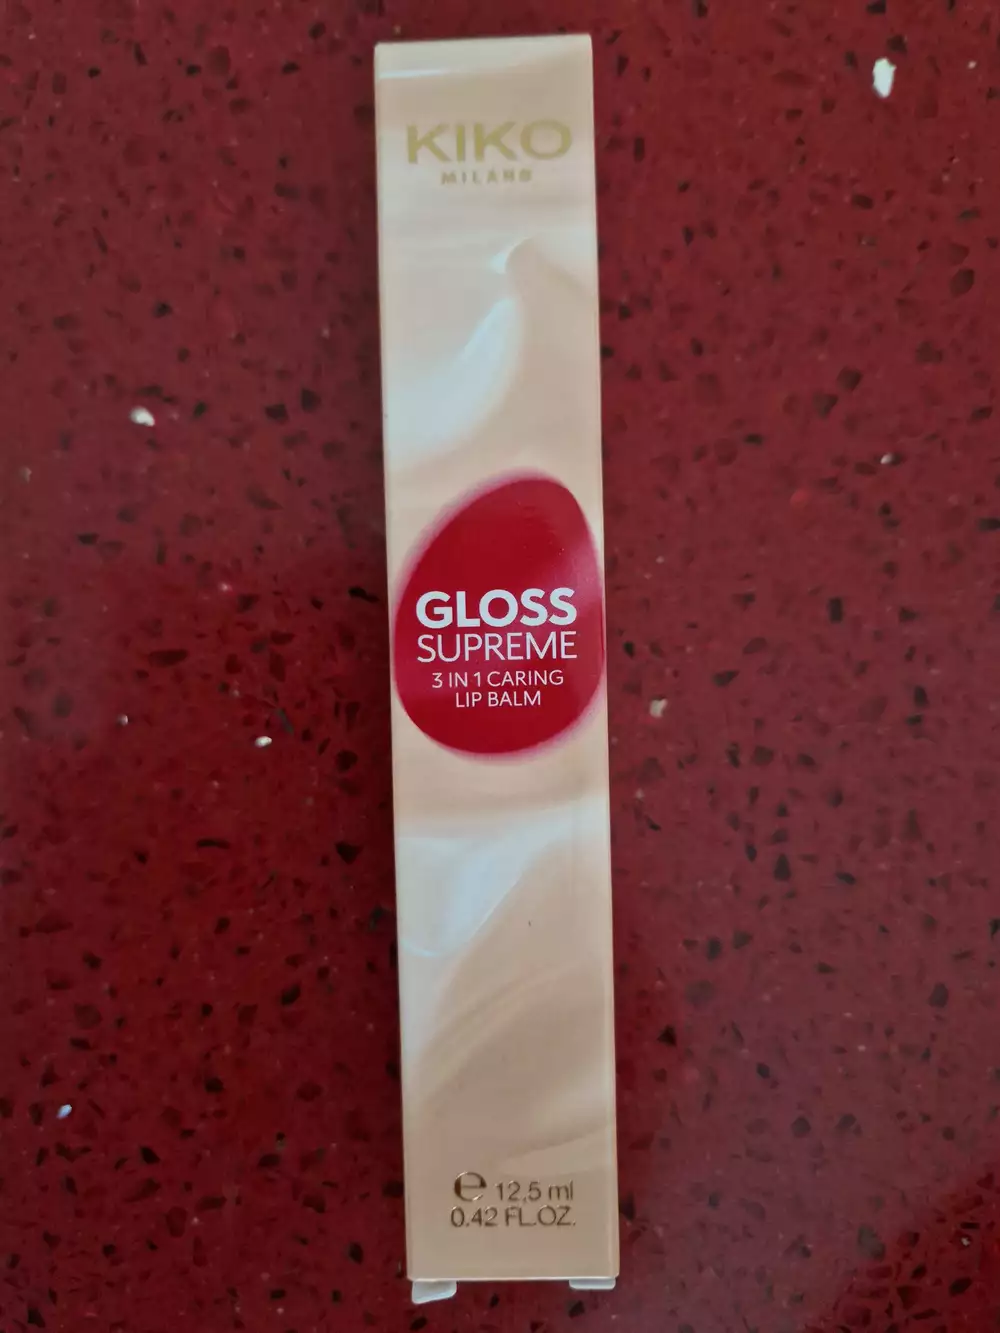 KIKO
MILANO
GLOSS
SUPREME
3 IN 1 CARING
LIP BALM
℮ 12,5 ml
0.42 FL.OZ.